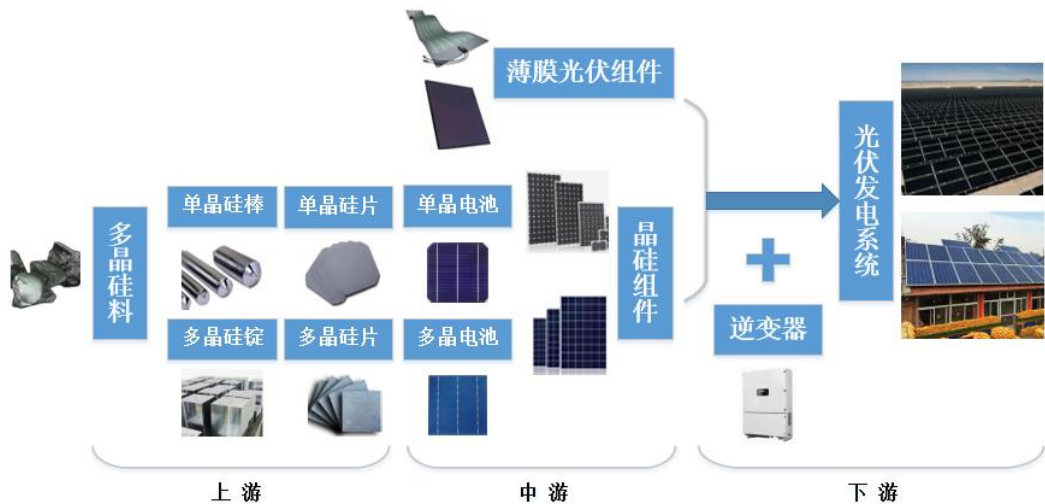 薄膜光伏组件
光伏发电系统
单晶硅棒
单晶硅片
单晶电池
多晶硅料
晶硅组件
多晶硅锭
多晶硅片
多晶电池
逆变器
上 游
中 游
下 游